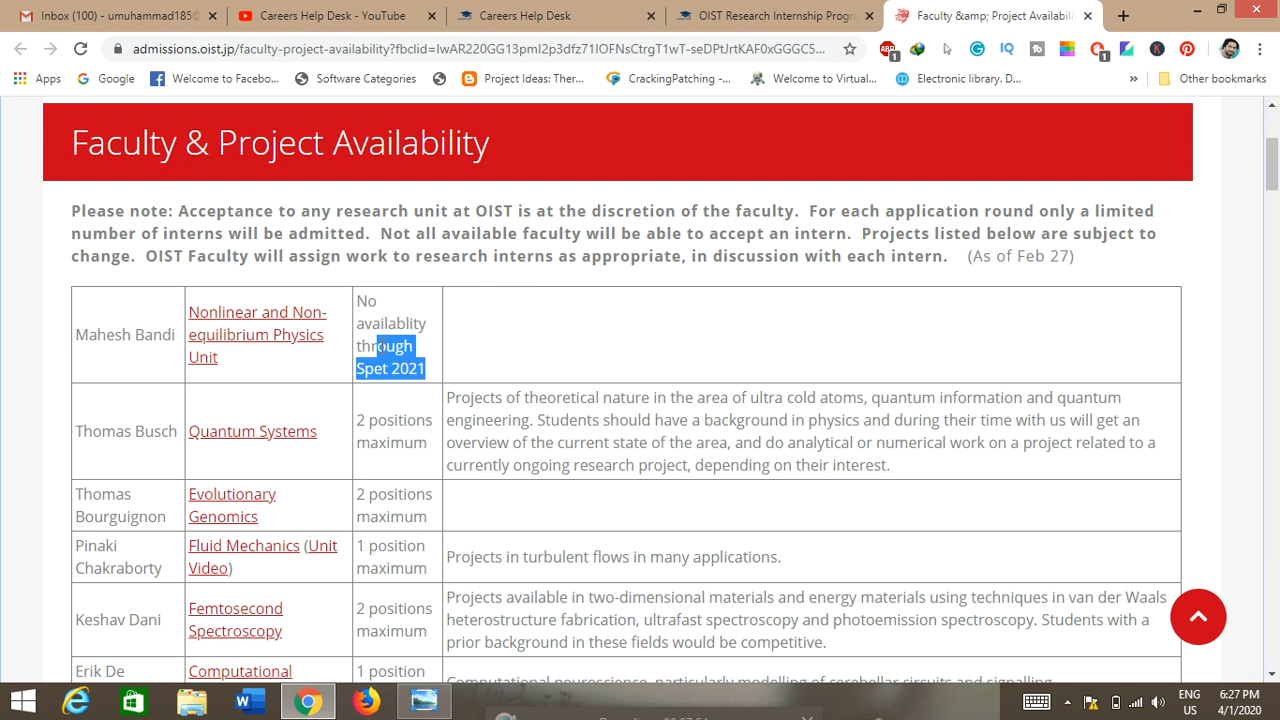 Inbox (100) - umuhammad185@
Careers Help Desk - YouTube
Careers Help Desk
OIST Research Internship Progra
Faculty &amp; Project Availabili
admissions.oist.jp/faculty-project-availability?fbclid=IwAR220GG13pmI2p3dfz71IOFNsCtrgT1wT-seDPtJrtKAF0xGGGC5...
Apps
Google
Welcome to Facebo...
Software Categories
Project Ideas: Ther...
CrackingPatching -...
Welcome to Virtual...
Electronic library. D...
»
Other bookmarks
Faculty & Project Availability
Please note: Acceptance to any research unit at OIST is at the discretion of the faculty. For each application round only a limited
number of interns will be admitted. Not all available faculty will be able to accept an intern. Projects listed below are subject to
change. OIST Faculty will assign work to research interns as appropriate, in discussion with each intern. (As of Feb 27)
Mahesh Bandi
Nonlinear and Non-
equilibrium Physics
Unit
No
availablity
through
Spet 2021
Thomas Busch
Quantum Systems
2 positions
maximum
Projects of theoretical nature in the area of ultra cold atoms, quantum information and quantum
engineering. Students should have a background in physics and during their time with us will get an
overview of the current state of the area, and do analytical or numerical work on a project related to a
currently ongoing research project, depending on their interest.
Thomas
Bourguignon
Evolutionary
Genomics
2 positions
maximum
Pinaki
Chakraborty
Fluid Mechanics (Unit
Video)
1 position
maximum
Projects in turbulent flows in many applications.
Keshav Dani
Femtosecond
Spectroscopy
2 positions
maximum
Projects available in two-dimensional materials and energy materials using techniques in van der Waals
heterostructure fabrication, ultrafast spectroscopy and photoemission spectroscopy. Students with a
prior background in these fields would be competitive.
Erik De
Computational
1 position
Computational neuroscience, particularly modelling of cerebellar circuits and signalling
ENG
US
6:27 PM
4/1/2020